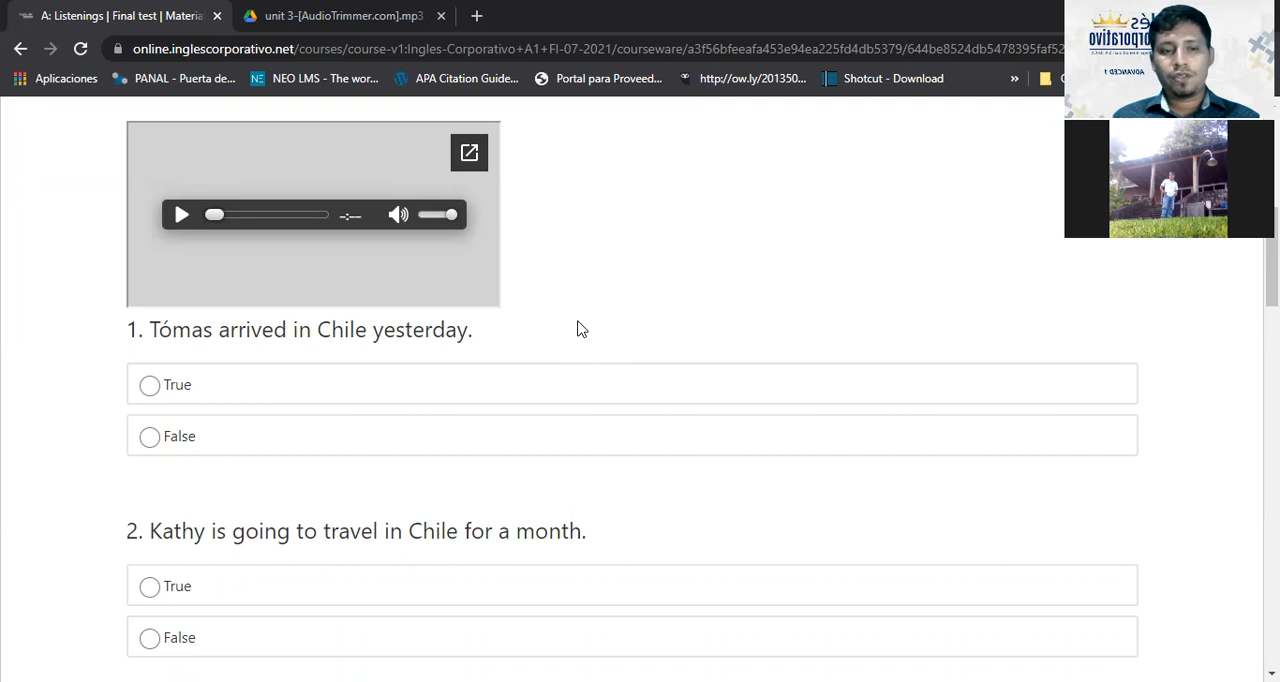 A: Listenings | Final test | Materia
unit 3-[AudioTrimmer.com].mp3
online.inglescorporativo.net/courses/course-v1:Ingles-Corporativo+A1+FI-07-2021/courseware/a3f56bfeeafa453e94ea225fd4db5379/644be8524db5478395faf52
Aplicaciones
PANAL - Puerta de...
NEO LMS - The wor...
APA Citation Guide...
Portal para Proveed...
http://ow.ly/201350...
Shotcut - Download
»
ADVANCED 1
-:--
1. Tómas arrived in Chile yesterday.
True
False
2. Kathy is going to travel in Chile for a month.
True
False